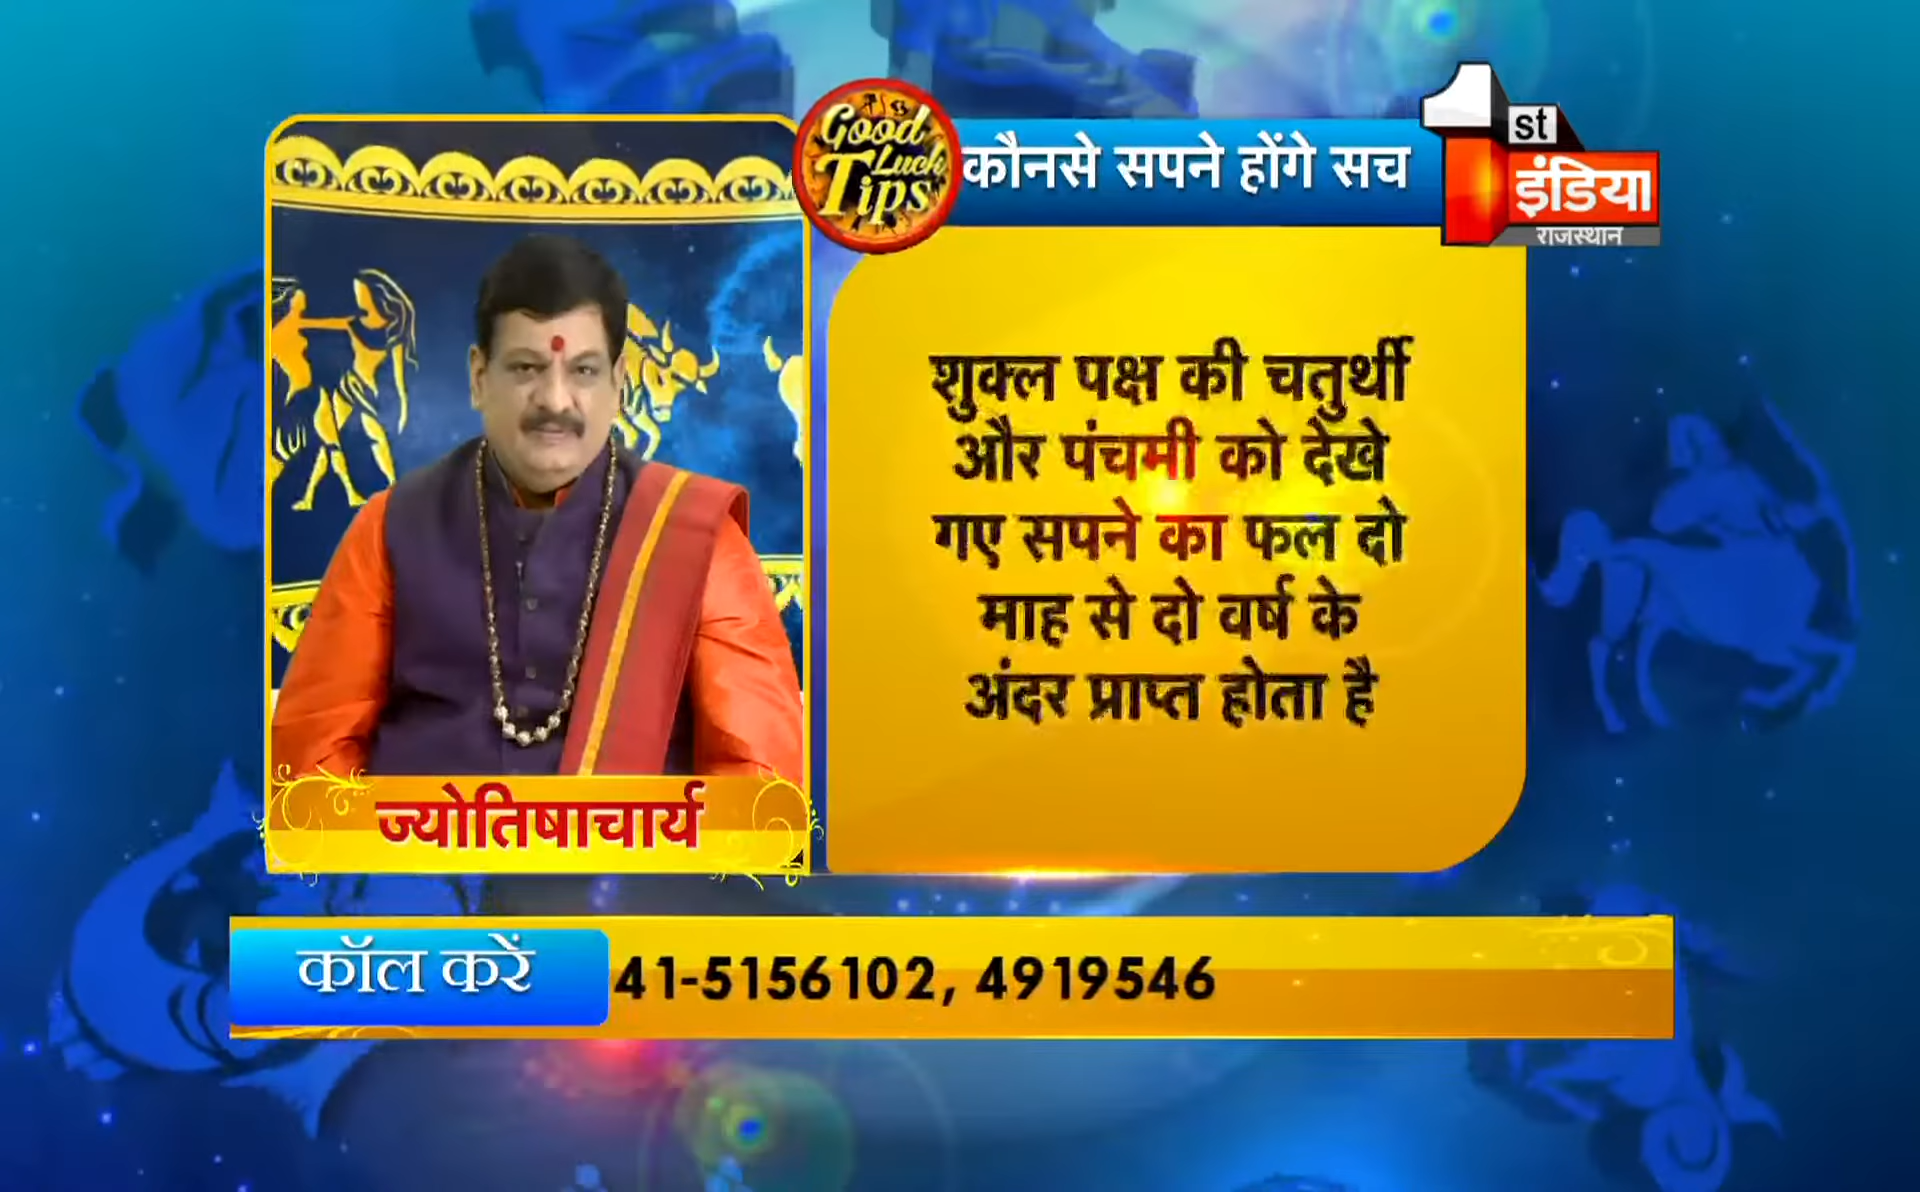 Good
Luck
Tips
कौनसे सपने होंगे सच
1st
इंडिया
राजस्थान
शुक्ल पक्ष की चतुर्थी
और पंचमी को देखे
गए सपने का फल दो
माह से दो वर्ष के
अंदर प्राप्त होता है
ज्योतिषाचार्य
कॉल करें
41-5156102, 4919546